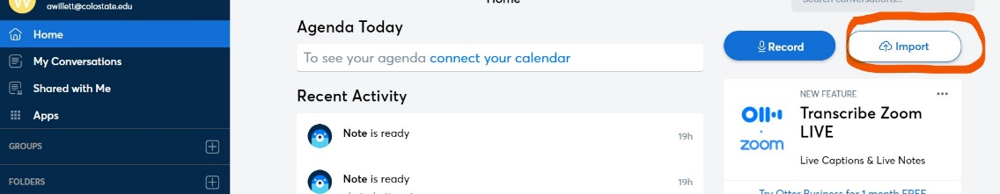 W
awillett@colostate.edu
Home
Home
Search conversations...
My Conversations
Shared with Me
Apps
GROUPS
FOLDERS
Agenda Today
To see your agenda connect your calendar
Recent Activity
Note is ready
19h
Note is ready
19h
Record
Import
NEW FEATURE
Transcribe Zoom
LIVE
zoom
Live Captions & Live Notes
Try Otter Business for 1 month FREE